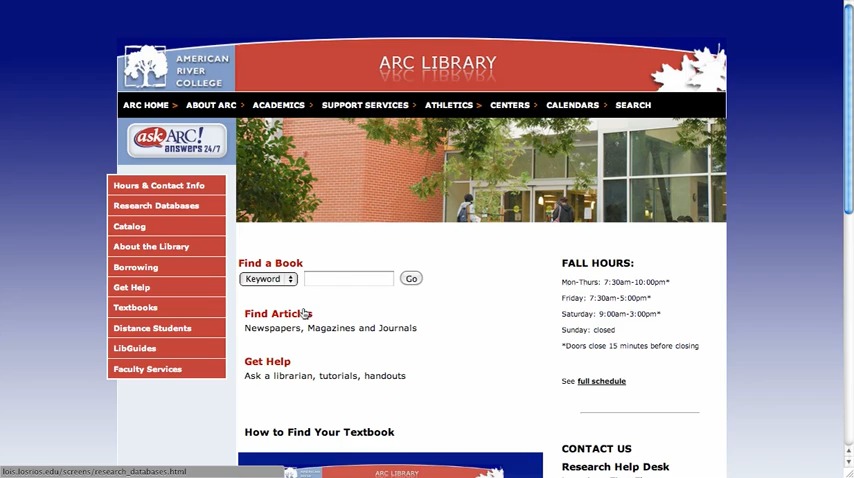 AMERICAN
RIVER
COLLEGE
ARC LIBRARY
ARC HOME > ABOUT ARC > ACADEMICS > SUPPORT SERVICES > ATHLETICS > CENTERS > CALENDARS > SEARCH
ask ARC!
answers 24/7
Hours & Contact Info
Research Databases
Catalog
About the Library
Borrowing
Get Help
Textbooks
Distance Students
LibGuides
Faculty Services
Find a Book
Keyword
Go
Find Articles
Newspapers, Magazines and Journals
Get Help
Ask a librarian, tutorials, handouts
How to Find Your Textbook
ARC LIBRARY
FALL HOURS:
Mon-Thurs: 7:30am-10:00pm*
Friday: 7:30am-5:00pm*
Saturday: 9:00am-3:00pm*
Sunday: closed
*Doors close 15 minutes before closing
See full schedule
CONTACT US
Research Help Desk
lois.losrios.edu/screens/research_databases.html